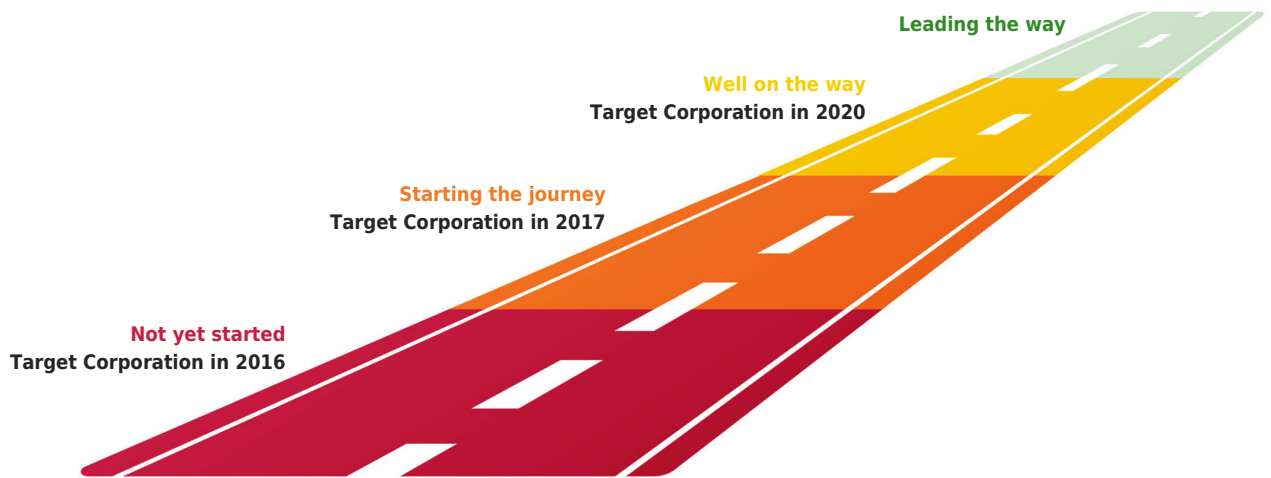 Leading the way
Well on the way
Target Corporation in 2020
Starting the journey
Target Corporation in 2017
Not yet started
Target Corporation in 2016